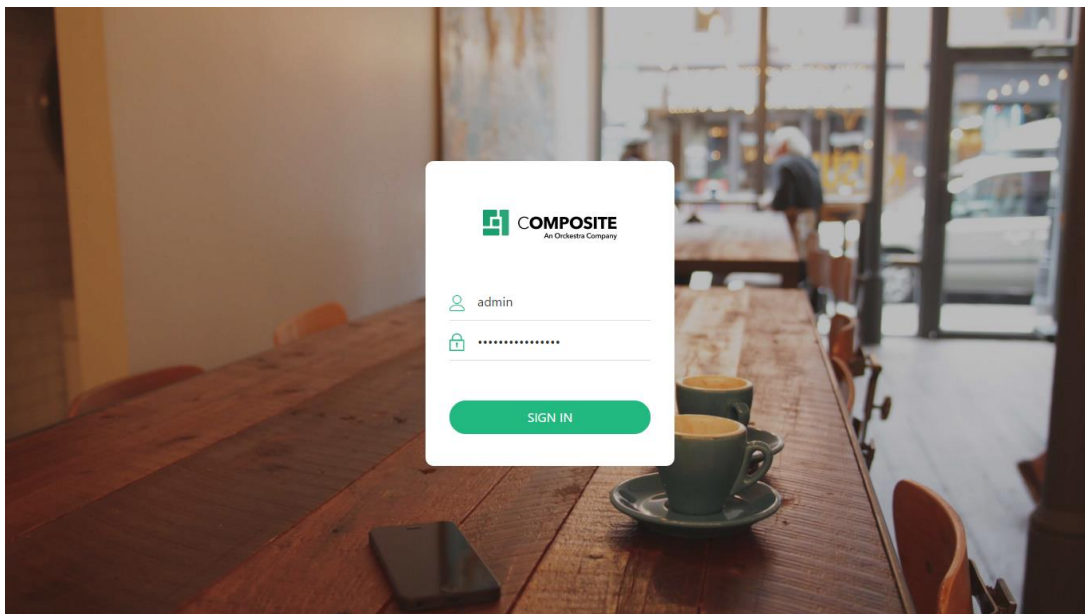 COMPOSITE
An Orckestra Company
admin
••••••••••••••••
SIGN IN